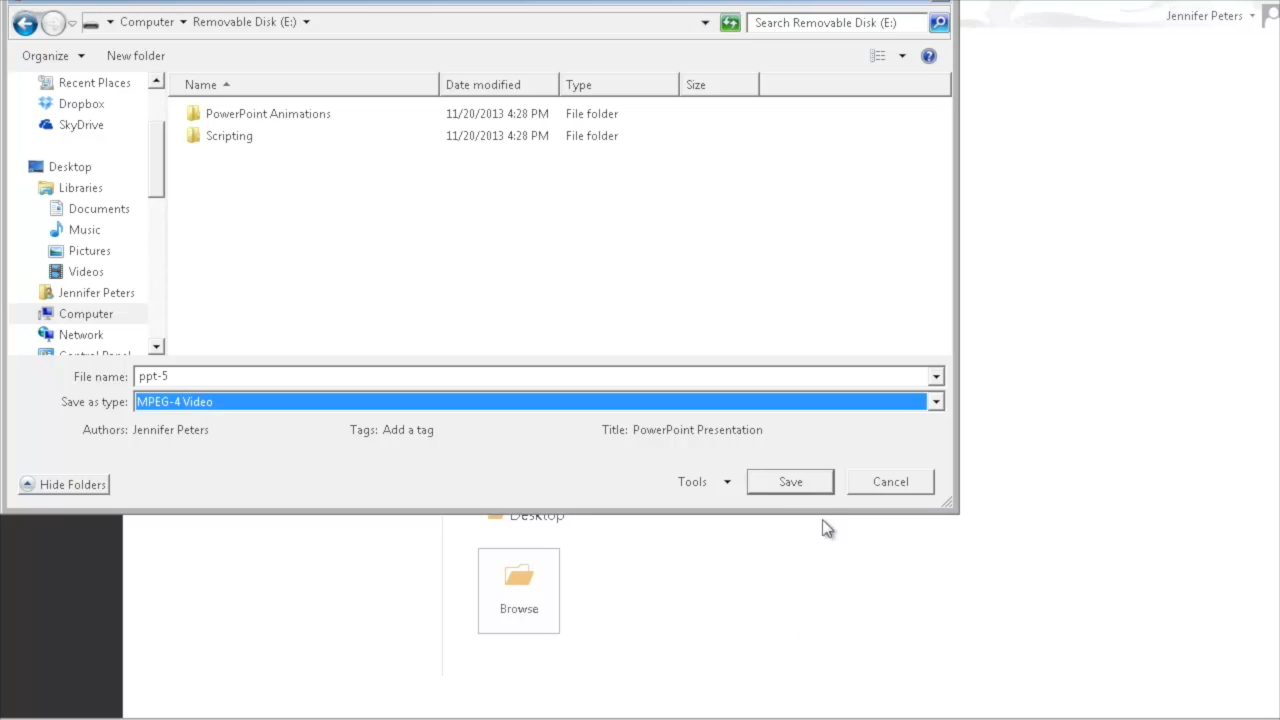 Computer Removable Disk (E:)
Search Removable Disk (E:)
Jennifer Peters
Organize New folder
Name Date modified Type Size
Recent Places
Dropbox
SkyDrive
Desktop
Libraries
Documents
Music
Pictures
Videos
Jennifer Peters
Computer
Network
Control Panel
PowerPoint Animations 11/20/2013 4:28 PM File folder
Scripting 11/20/2013 4:28 PM File folder
File name: ppt-5
Save as type: MPEG-4 Video
Authors: Jennifer Peters Tags: Add a tag Title: PowerPoint Presentation
Hide Folders Tools Save Cancel
Desktop
Browse